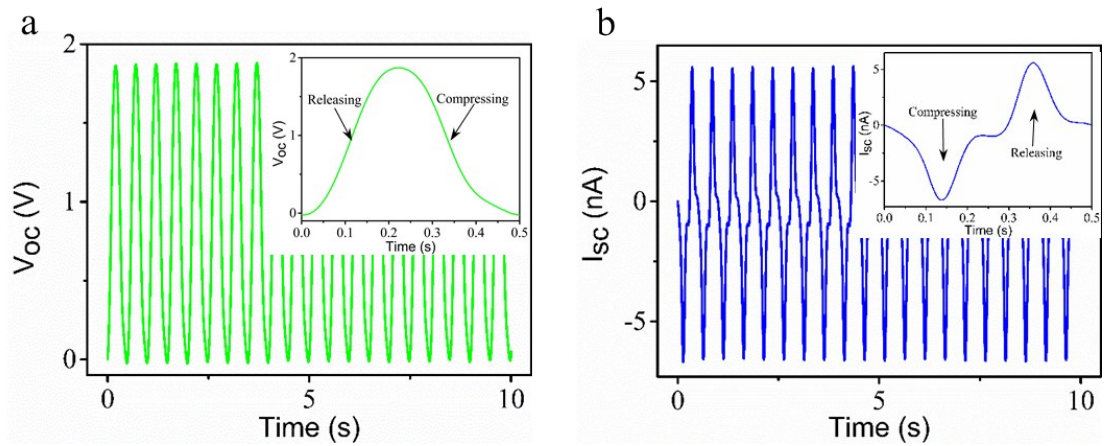 a
2
1
0
Voc (V)
0
5
10
Time (s)
2
1
0
Voc (V)
Releasing
Compressing
0.0 0.1 0.2 0.3 0.4 0.5
Time (s)
b
5
0
-5
Isc (nA)
0
5
10
Time (s)
5
0
-5
Isc (nA)
Compressing
Releasing
0.0 0.1 0.2 0.3 0.4 0.5
Time (s)